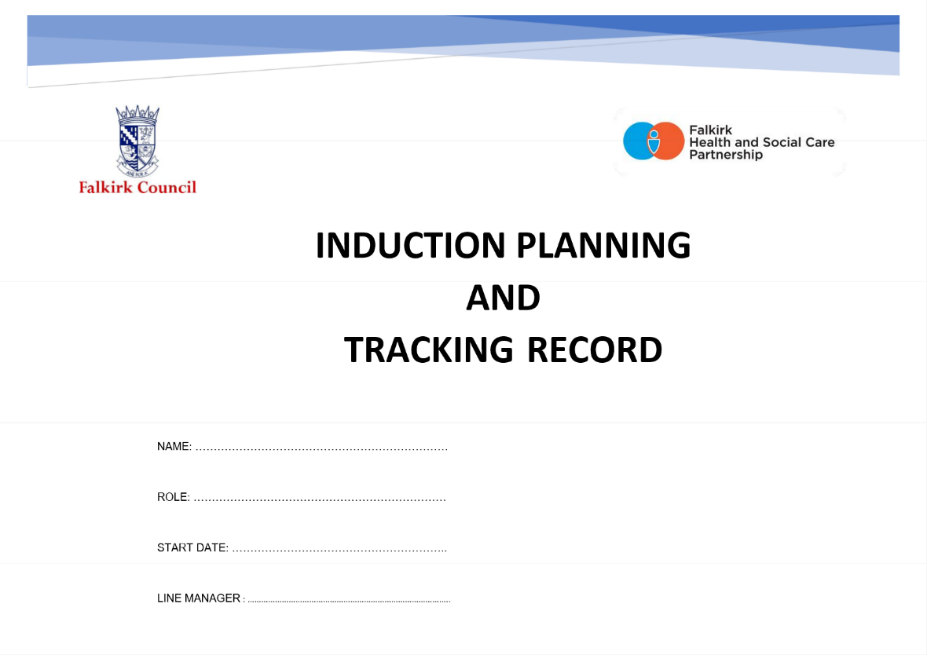 Falkirk Council
Falkirk
Health and Social Care
Partnership
INDUCTION PLANNING
AND
TRACKING RECORD
NAME: ………………………………………………………………
ROLE: ………………………………………………………………
START DATE: ………………………………………………………
LINE MANAGER : ………………………………………………………………